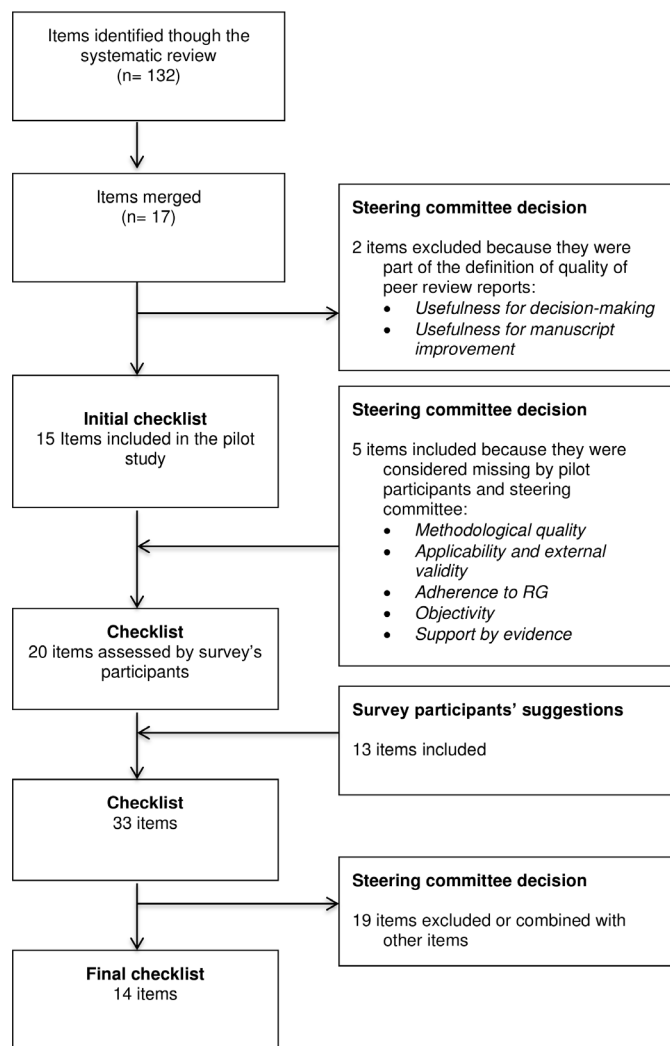 Items identified though the
systematic review
(n= 132)
Items merged
(n= 17)
Steering committee decision
2 items excluded because they were
part of the definition of quality of
peer review reports:
• Usefulness for decision-making
• Usefulness for manuscript
improvement
Initial checklist
15 Items included in the pilot
study
Steering committee decision
5 items included because they were
considered missing by pilot
participants and steering
committee:
• Methodological quality
• Applicability and external
validity
• Adherence to RG
• Objectivity
• Support by evidence
Checklist
20 items assessed by survey’s
participants
Survey participants’ suggestions
13 items included
Checklist
33 items
Steering committee decision
19 items excluded or combined with
other items
Final checklist
14 items